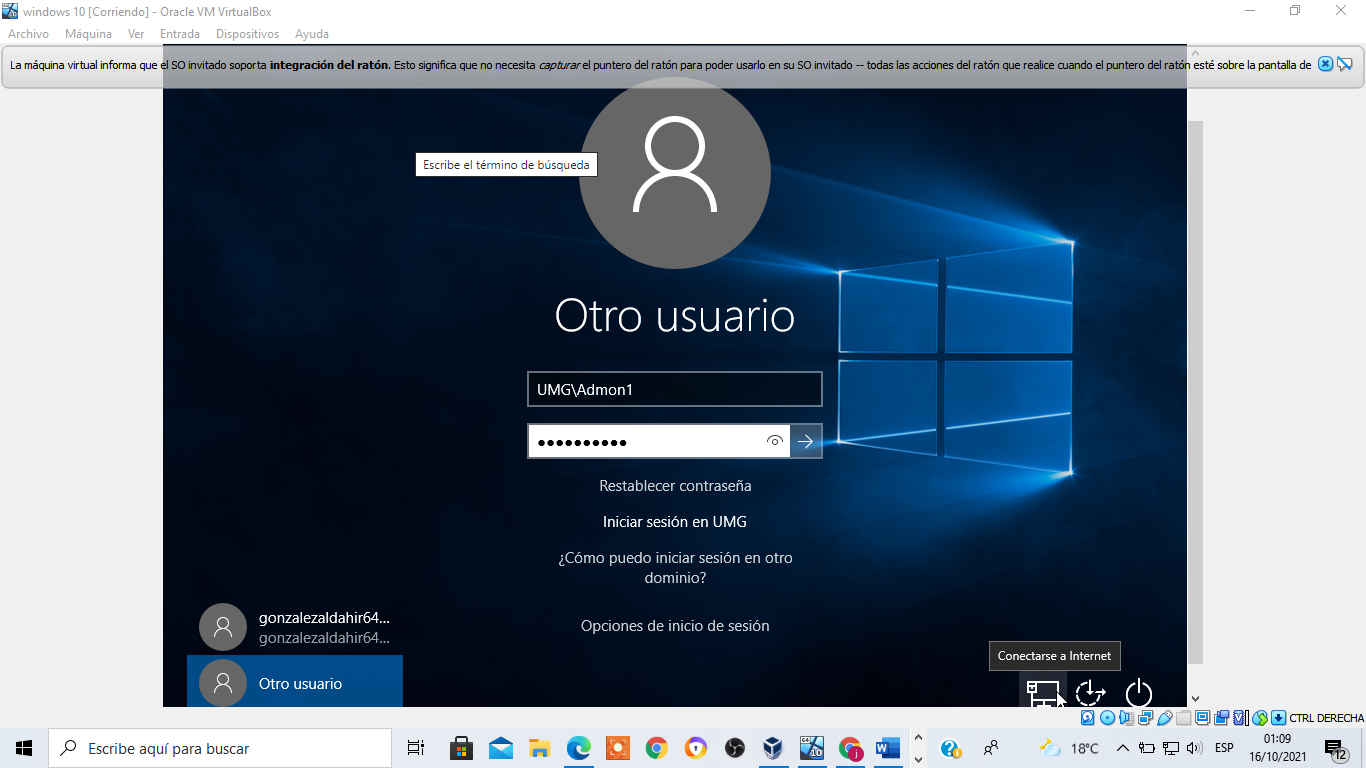 windows 10 [Corriendo] - Oracle VM VirtualBox
Archivo Máquina Ver Entrada Dispositivos Ayuda
La máquina virtual informa que el SO invitado soporta integración del ratón. Esto significa que no necesita capturar el puntero del ratón para poder usarlo en su SO invitado -- todas las acciones del ratón que realice cuando el puntero del ratón esté sobre la pantalla de
Escribe el término de búsqueda
Otro usuario
UMG\Admon1
Restablecer contraseña
Iniciar sesión en UMG
¿Cómo puedo iniciar sesión en otro
dominio?
Opciones de inicio de sesión
gonzalezaldahir64...
gonzalezaldahir64...
Otro usuario
Conectarse a Internet
CTRL DERECHA
Escribe aquí para buscar
64
10
j
W
18°C
ESP
01:09
16/10/2021
12